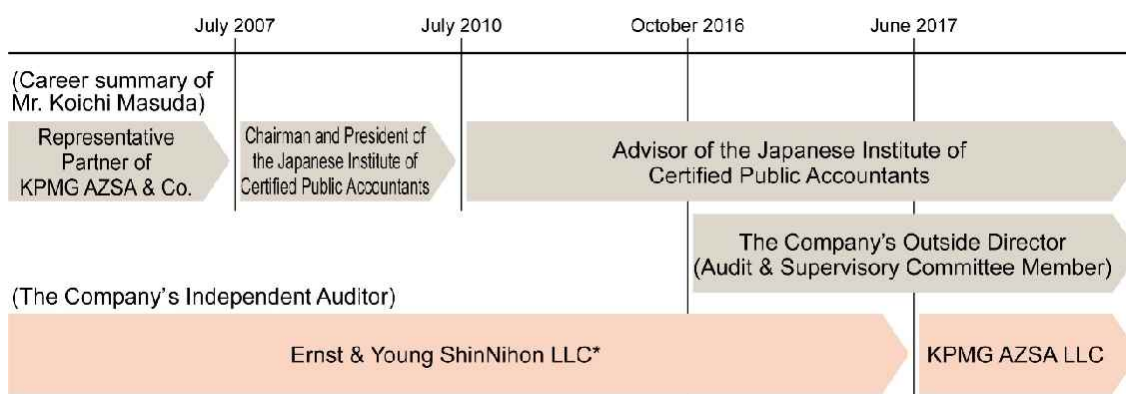 July 2007
July 2010
October 2016
June 2017
(Career summary of
Mr. Koichi Masuda)
Representative
Partner of
KPMG AZSA & Co.
Chairman and President of
the Japanese Institute of
Certified Public Accountants
Advisor of the Japanese Institute of
Certified Public Accountants
The Company’s Outside Director
(Audit & Supervisory Committee Member)
(The Company’s Independent Auditor)
Ernst & Young ShinNihon LLC*
KPMG AZSA LLC